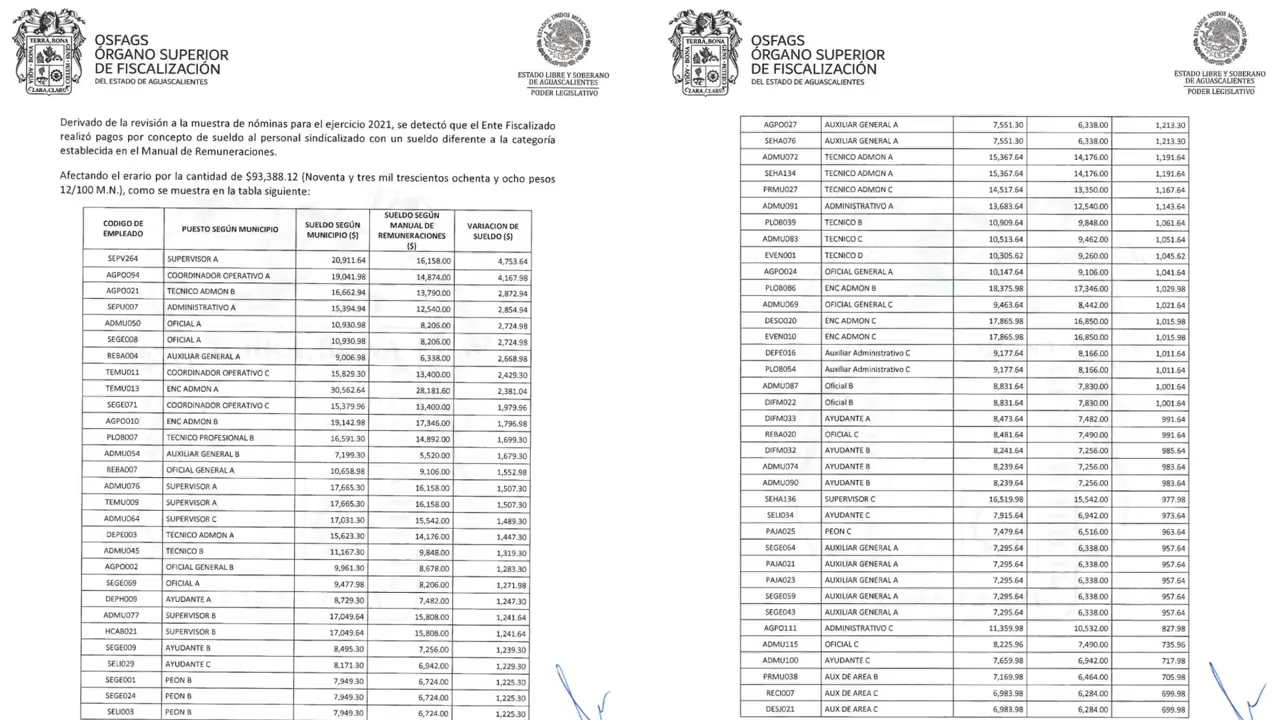 OSFAGS
ÓRGANO SUPERIOR
DE FISCALIZACIÓN
DEL ESTADO DE AGUASCALIENTES
ESTADOS UNIDOS MEXICANOS
ESTADO LIBRE Y SOBERANO
DE AGUASCALIENTES
PODER LEGISLATIVO
Derivado de la revisión a la muestra de nóminas para el ejercicio 2021, se detectó que el Ente Fiscalizado
realizó pagos por concepto de sueldo al personal sindicalizado con un sueldo diferente a la categoría
establecida en el Manual de Remuneraciones.
Afectando el erario por la cantidad de $93,388.12 (Noventa y tres mil trescientos ochenta y ocho pesos
12/100 M.N.), como se muestra en la tabla siguiente:
CODIGO DE EMPLEADO PUESTO SEGÚN MUNICIPIO SUELDO SEGÚN MUNICIPIO ($) SUELDO SEGÚN MANUAL DE REMUNERACIONES ($) VARIACION DE SUELDO ($)
SEPV264 SUPERVISOR A 20,911.64 16,158.00 4,753.64
AGPO094 COORDINADOR OPERATIVO A 19,041.98 14,874.00 4,167.98
AGPO021 TECNICO ADMON B 16,662.94 13,790.00 2,872.94
SEPU007 ADMINISTRATIVO A 15,394.94 12,540.00 2,854.94
ADMU050 OFICIAL A 10,930.98 8,206.00 2,724.98
SEGE008 OFICIAL A 10,930.98 8,206.00 2,724.98
REBA004 AUXILIAR GENERAL A 9,006.98 6,338.00 2,668.98
TEMU011 COORDINADOR OPERATIVO C 15,829.30 13,400.00 2,429.30
TEMU013 ENC ADMON A 30,562.64 28,181.60 2,381.04
SEGE071 COORDINADOR OPERATIVO C 15,379.96 13,400.00 1,979.96
AGPO010 ENC ADMON B 19,142.98 17,346.00 1,796.98
PLOB007 TECNICO PROFESIONAL B 16,591.30 14,892.00 1,699.30
ADMU054 AUXILIAR GENERAL B 7,199.30 5,520.00 1,679.30
REBA007 OFICIAL GENERAL A 10,658.98 9,106.00 1,552.98
ADMU076 SUPERVISOR A 17,665.30 16,158.00 1,507.30
TEMU009 SUPERVISOR A 17,665.30 16,158.00 1,507.30
ADMU064 SUPERVISOR C 17,031.30 15,542.00 1,489.30
DEPE003 TECNICO ADMON A 15,623.30 14,176.00 1,447.30
ADMU045 TECNICO B 11,167.30 9,848.00 1,319.30
AGPO002 OFICIAL GENERAL B 9,961.30 8,678.00 1,283.30
SEGE069 OFICIAL A 9,477.98 8,206.00 1,271.98
DEPH009 AYUDANTE A 8,729.30 7,482.00 1,247.30
ADMU077 SUPERVISOR B 17,049.64 15,808.00 1,241.64
HCAB021 SUPERVISOR B 17,049.64 15,808.00 1,241.64
SEGE009 AYUDANTE B 8,495.30 7,256.00 1,239.30
SELI029 AYUDANTE C 8,171.30 6,942.00 1,229.30
SEGE001 PEON B 7,949.30 6,724.00 1,225.30
SEGE024 PEON B 7,949.30 6,724.00 1,225.30
SELI003 PEON B 7,949.30 6,724.00 1,225.30
OSFAGS
ÓRGANO SUPERIOR
DE FISCALIZACIÓN
DEL ESTADO DE AGUASCALIENTES
ESTADOS UNIDOS MEXICANOS
ESTADO LIBRE Y SOBERANO
DE AGUASCALIENTES
PODER LEGISLATIVO
AGPO027 AUXILIAR GENERAL A 7,551.30 6,338.00 1,213.30
SEHA076 AUXILIAR GENERAL A 7,551.30 6,338.00 1,213.30
ADMU072 TECNICO ADMON A 15,367.64 14,176.00 1,191.64
SEHA134 TECNICO ADMON A 15,367.64 14,176.00 1,191.64
PRMU027 TECNICO ADMON C 14,517.64 13,350.00 1,167.64
ADMU091 ADMINISTRATIVO A 13,683.64 12,540.00 1,143.64
PLOB039 TECNICO B 10,909.64 9,848.00 1,061.64
ADMU083 TECNICO C 10,513.64 9,462.00 1,051.64
EVEN001 TECNICO D 10,305.62 9,260.00 1,045.62
AGPO024 OFICIAL GENERAL A 10,147.64 9,106.00 1,041.64
PLOB086 ENC ADMON B 18,375.98 17,346.00 1,029.98
ADMU069 OFICIAL GENERAL C 9,463.64 8,442.00 1,021.64
DESO020 ENC ADMON C 17,865.98 16,850.00 1,015.98
EVEN010 ENC ADMON C 17,865.98 16,850.00 1,015.98
DEPE016 Auxiliar Administrativo C 9,177.64 8,166.00 1,011.64
PLOB054 Auxiliar Administrativo C 9,177.64 8,166.00 1,011.64
ADMU087 Oficial B 8,831.64 7,830.00 1,001.64
DIFM022 Oficial B 8,831.64 7,830.00 1,001.64
DIFM033 AYUDANTE A 8,473.64 7,482.00 991.64
REBA020 OFICIAL C 8,481.64 7,490.00 991.64
DIFM032 AYUDANTE B 8,241.64 7,256.00 985.64
ADMU074 AYUDANTE B 8,239.64 7,256.00 983.64
ADMU090 AYUDANTE B 8,239.64 7,256.00 983.64
SEHA136 SUPERVISOR C 16,519.98 15,542.00 977.98
SELI034 AYUDANTE C 7,915.64 6,942.00 973.64
PAJA025 PEON C 7,479.64 6,516.00 963.64
SEGE064 AUXILIAR GENERAL A 7,295.64 6,338.00 957.64
PAJA021 AUXILIAR GENERAL A 7,295.64 6,338.00 957.64
PAJA023 AUXILIAR GENERAL A 7,295.64 6,338.00 957.64
SEGE059 AUXILIAR GENERAL A 7,295.64 6,338.00 957.64
SEGE043 AUXILIAR GENERAL A 7,295.64 6,338.00 957.64
AGPO111 ADMINISTRATIVO C 11,359.98 10,532.00 827.98
ADMU115 OFICIAL C 8,225.96 7,490.00 735.96
ADMU100 AYUDANTE C 7,659.98 6,942.00 717.98
PRMU038 AUX DE AREA B 7,169.98 6,464.00 705.98
RECI007 AUX DE AREA C 6,983.98 6,284.00 699.98
DESJ021 AUX DE AREA C 6,983.98 6,284.00 699.98